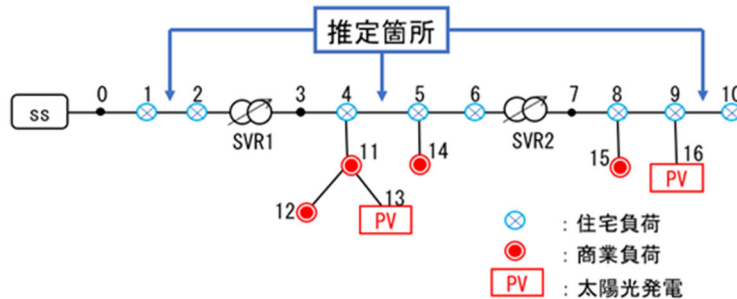 推定箇所
ss
0 1 2 3 4 5 6 7 8 9 10
SVR1
SVR2
11 14 15 16
PV
12 13
PV
: 住宅負荷
: 商業負荷
PV : 太陽光発電